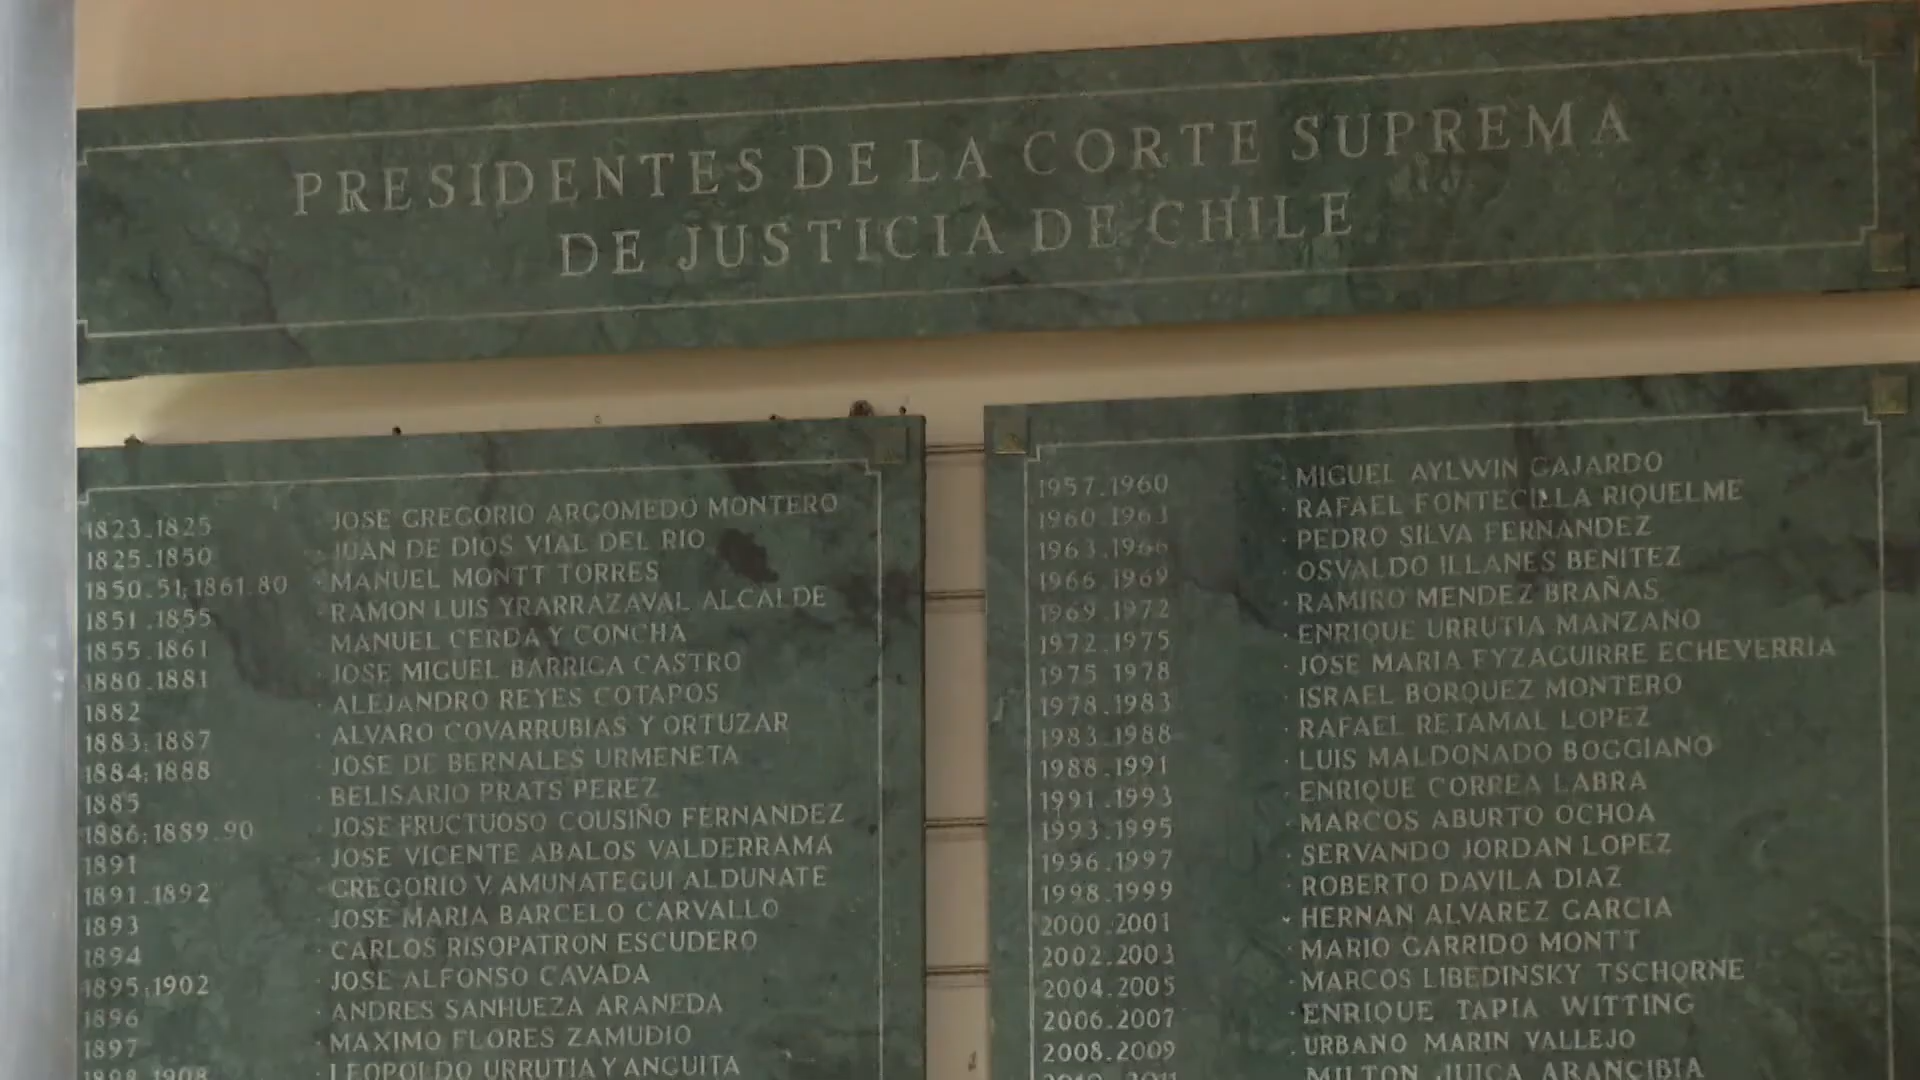 PRESIDENTES DE LA CORTE SUPREMA
DE JUSTICIA DE CHILE
1823.1825 JOSE GREGORIO ARGOMEDO MONTERO
1825.1850 · JUAN DE DIOS VIAL DEL RIO
1850.51;1861.80 · MANUEL MONTT TORRES
1851.1855 · RAMON LUIS YRARRAZAVAL ALCALDE
1855.1861 · MANUEL CERDA Y CONCHA
1880.1881 · JOSE MIGUEL BARRIGA CASTRO
1882 · ALEJANDRO REYES COTAPOS
1883;1887 · ALVARO COVARRUBIAS Y ORTUZAR
1884;1888 · JOSE DE BERNALES URMENETA
1885 · BELISARIO PRATS PEREZ
1886;1889.90 · JOSE FRUCTUOSO COUSIÑO FERNANDEZ
1891 · JOSE VICENTE ABALOS VALDERRAMA
1891.1892 · GREGORIO V AMUNATEGUI ALDUNATE
1893 · JOSE MARIA BARCELO CARVALLO
1894 · CARLOS RISOPATRON ESCUDERO
1895;1902 · JOSE ALFONSO CAVADA
1896 · ANDRES SANHUEZA ARANEDA
1897 · MAXIMO FLORES ZAMUDIO
1898.1908 LEOPOLDO URRUTIA Y ANGUITA
1957.1960 · MIGUEL AYLWIN GAJARDO
1960.1963 · RAFAEL FONTECILLA RIQUELME
1963.1966 · PEDRO SILVA FERNANDEZ
1966.1969 · OSVALDO ILLANES BENITEZ
1969.1972 · RAMIRO MENDEZ BRAÑAS
1972.1975 · ENRIQUE URRUTIA MANZANO
1975.1978 · JOSE MARIA EYZAGUIRRE ECHEVERRIA
1978.1983 · ISRAEL BORQUEZ MONTERO
1983.1988 · RAFAEL RETAMAL LOPEZ
1988.1991 · LUIS MALDONADO BOGGIANO
1991.1993 · ENRIQUE CORREA LABRA
1993.1995 · MARCOS ABURTO OCHOA
1996.1997 · SERVANDO JORDAN LOPEZ
1998.1999 · ROBERTO DAVILA DIAZ
2000.2001 · HERNAN ALVAREZ GARCIA
2002.2003 · MARIO GARRIDO MONTT
2004.2005 · MARCOS LIBEDINSKY TSCHORNE
2006.2007 · ENRIQUE TAPIA WITTING
2008.2009 · URBANO MARIN VALLEJO
2010.2011 MILTON JUICA ARANCIBIA